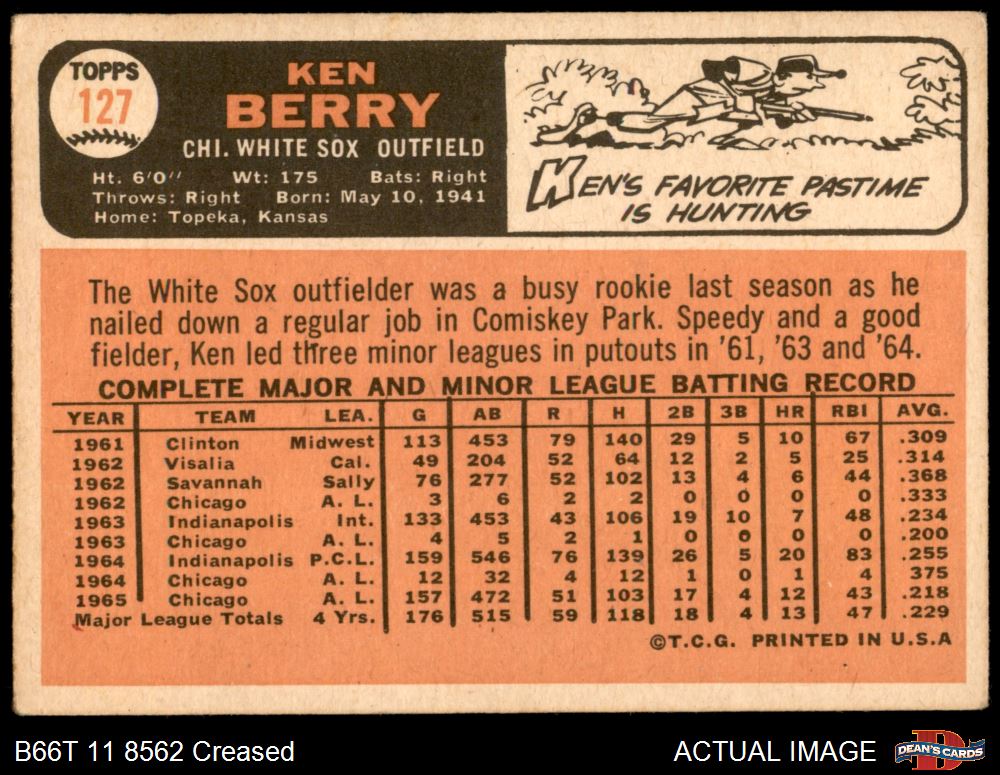 TOPPS
127
KEN
BERRY
CHI. WHITE SOX OUTFIELD
Ht. 6'0" Wt: 175 Bats: Right
Throws: Right Born: May 10, 1941
Home: Topeka, Kansas
KEN'S FAVORITE PASTIME
IS HUNTING
The White Sox outfielder was a busy rookie last season as he
nailed down a regular job in Comiskey Park. Speedy and a good
fielder, Ken led three minor leagues in putouts in '61, '63 and '64.
COMPLETE MAJOR AND MINOR LEAGUE BATTING RECORD
YEAR TEAM LEA. G AB R H 2B 3B HR RBI AVG.
1961 Clinton Midwest 113 453 79 140 29 5 10 67 .309
1962 Visalia Cal. 49 204 52 64 12 2 5 25 .314
1962 Savannah Sally 76 277 52 102 13 4 6 44 .368
1962 Chicago A. L. 3 6 2 2 0 0 0 0 .333
1963 Indianapolis Int. 133 453 43 106 19 10 7 48 .234
1963 Chicago A. L. 4 5 2 1 0 0 0 0 .200
1964 Indianapolis P.C.L. 159 546 76 139 26 5 20 83 .255
1964 Chicago A. L. 12 32 4 12 1 0 1 4 375
1965 Chicago A. L. 157 472 51 103 17 4 12 43 .218
Major League Totals 4 Yrs. 176 515 59 118 18 4 13 47 .229
©T.C.G. PRINTED IN U.S.A
B66T 11 8562 Creased
ACTUAL IMAGE
D
DEAN'S CARDS